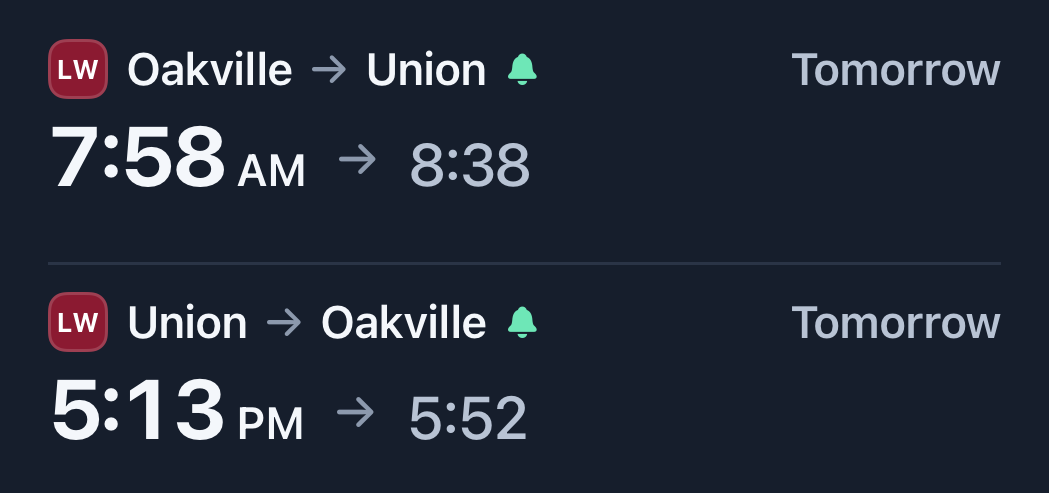 LW Oakville → Union Tomorrow
7:58 AM → 8:38
LW Union → Oakville Tomorrow
5:13 PM → 5:52